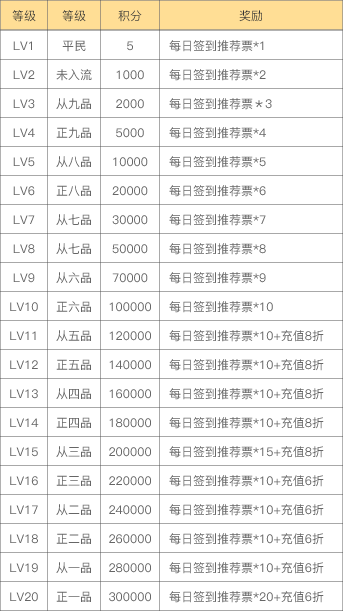 等级 等级 积分 奖励
LV1 平民 5 每日签到推荐票*1
LV2 未入流 1000 每日签到推荐票*2
LV3 从九品 2000 每日签到推荐票＊3
LV4 正九品 5000 每日签到推荐票*4
LV5 从八品 10000 每日签到推荐票*5
LV6 正八品 20000 每日签到推荐票*6
LV7 从七品 30000 每日签到推荐票*7
LV8 从七品 50000 每日签到推荐票*8
LV9 从六品 70000 每日签到推荐票*9
LV10 正六品 100000 每日签到推荐票*10
LV11 从五品 120000 每日签到推荐票*10+充值8折
LV12 正五品 140000 每日签到推荐票*10+充值8折
LV13 从四品 160000 每日签到推荐票*10+充值8折
LV14 正四品 180000 每日签到推荐票*10+充值8折
LV15 从三品 200000 每日签到推荐票*15+充值8折
LV16 正三品 220000 每日签到推荐票*10+充值6折
LV17 从二品 240000 每日签到推荐票*10+充值6折
LV18 正二品 260000 每日签到推荐票*10+充值6折
LV19 从一品 280000 每日签到推荐票*10+充值6折
LV20 正一品 300000 每日签到推荐票*20+充值6折